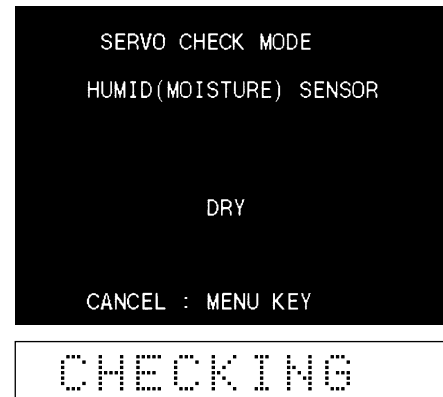 SERVO CHECK MODE
HUMID(MOISTURE) SENSOR
DRY
CANCEL : MENU KEY
CHECKING